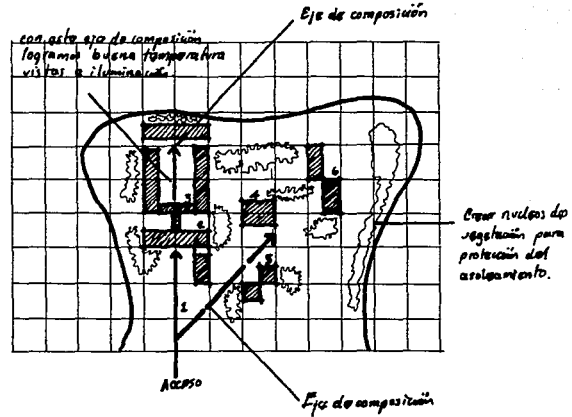 Eje de composición
con este eje de composición
logramos buena temperatura
vistas e iluminación
6
4
3
2
Crear nucleos de
vegetación para
protección del
asoleamiento.
5
1
ACCESO
Eje de composición